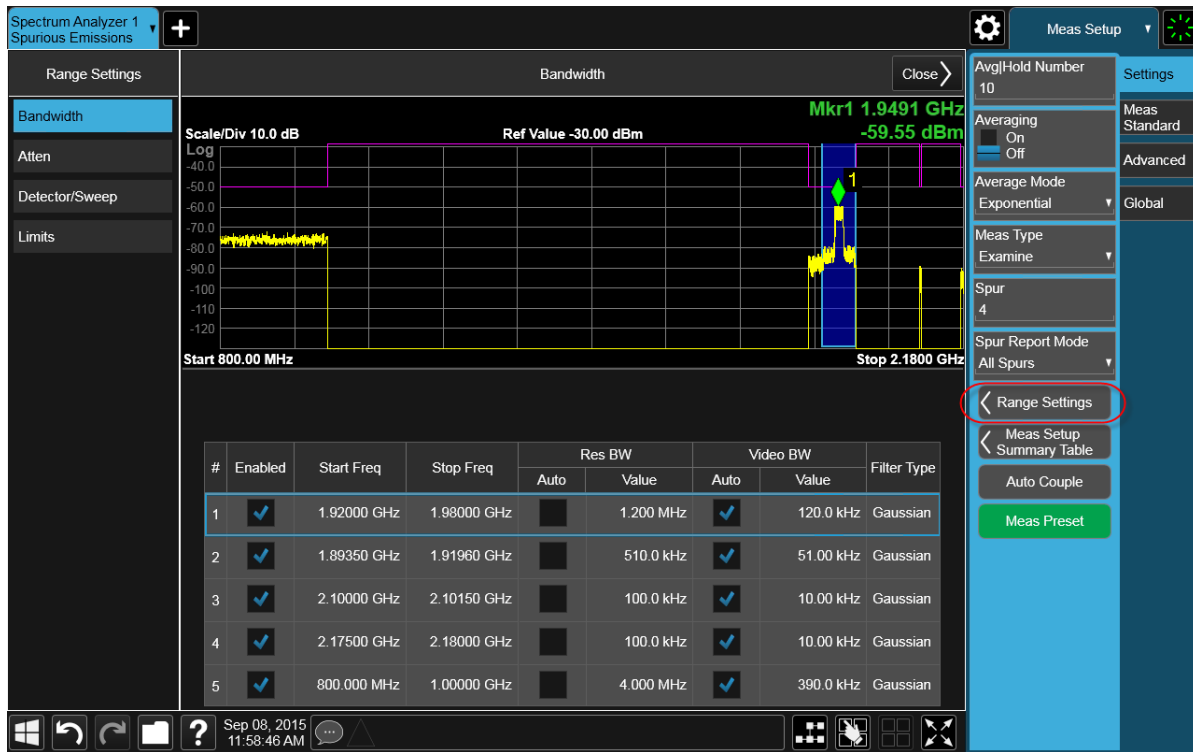 Spectrum Analyzer 1
Spurious Emissions
Meas Setup
Range Settings
Bandwidth
Close
Bandwidth
Atten
Detector/Sweep
Limits
Mkr1 1.9491 GHz
Scale/Div 10.0 dB
Ref Value -30.00 dBm
-59.55 dBm
Log
1
-40.0
-50.0
-60.0
-70.0
-80.0
-90.0
-100
-110
-120
Start 800.00 MHz
Stop 2.1800 GHz
# Enabled Start Freq Stop Freq Res BW Video BW Filter Type
Auto Value Auto Value
1 1.92000 GHz 1.98000 GHz 1.200 MHz 120.0 kHz Gaussian
2 1.89350 GHz 1.91960 GHz 510.0 kHz 51.00 kHz Gaussian
3 2.10000 GHz 2.10150 GHz 100.0 kHz 10.00 kHz Gaussian
4 2.17500 GHz 2.18000 GHz 100.0 kHz 10.00 kHz Gaussian
5 800.000 MHz 1.00000 GHz 4.000 MHz 390.0 kHz Gaussian
Avg|Hold Number
10
Averaging
On
Off
Average Mode
Exponential
Meas Type
Examine
Spur
4
Spur Report Mode
All Spurs
Range Settings
Meas Setup
Summary Table
Auto Couple
Meas Preset
Settings
Meas
Standard
Advanced
Global
?
Sep 08, 2015
11:58:46 AM